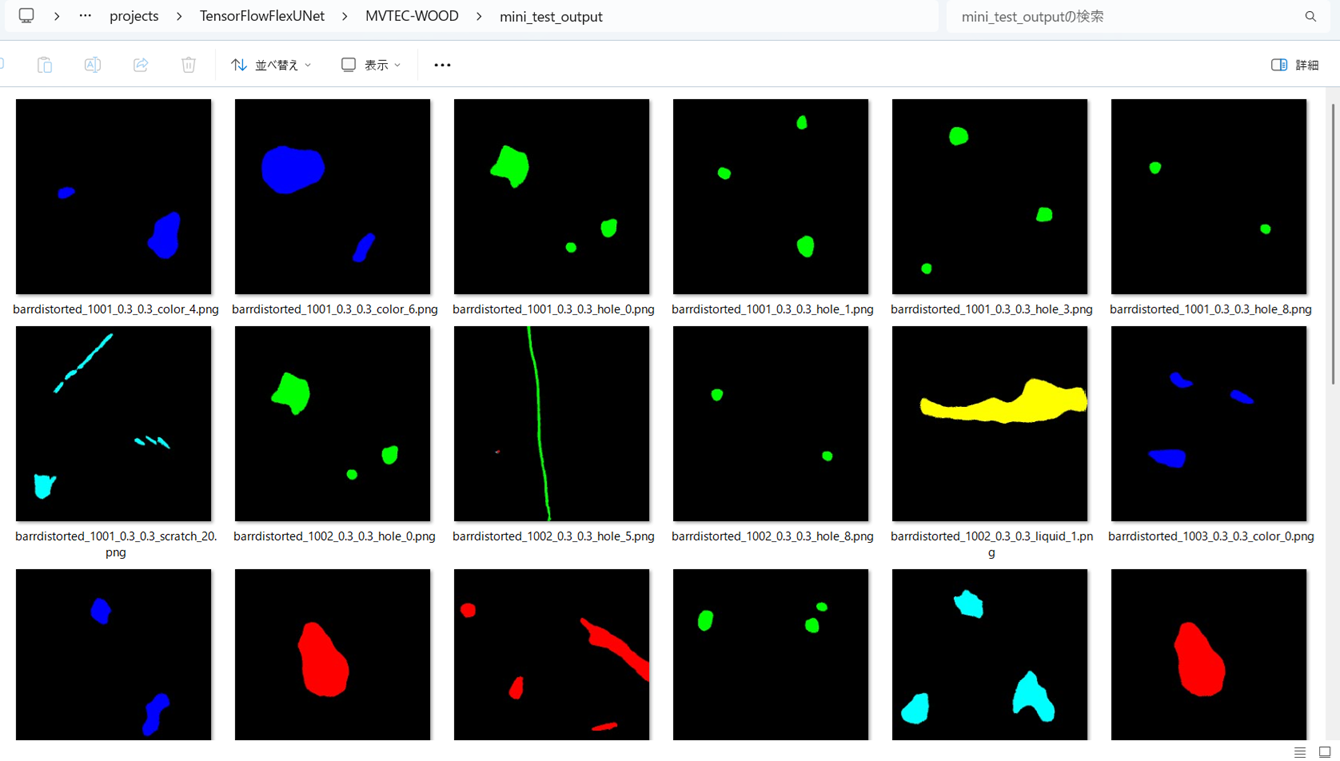 projects > TensorFlowFlexUNet > MVTEC-WOOD > mini_test_output
mini_test_outputの検索
並べ替え
表示
詳細
barrdistorted_1001_0.3_0.3_color_4.png
barrdistorted_1001_0.3_0.3_color_6.png
barrdistorted_1001_0.3_0.3_hole_0.png
barrdistorted_1001_0.3_0.3_hole_1.png
barrdistorted_1001_0.3_0.3_hole_3.png
barrdistorted_1001_0.3_0.3_hole_8.png
barrdistorted_1001_0.3_0.3_scratch_20.
png
barrdistorted_1002_0.3_0.3_hole_0.png
barrdistorted_1002_0.3_0.3_hole_5.png
barrdistorted_1002_0.3_0.3_hole_8.png
barrdistorted_1002_0.3_0.3_liquid_1.pn
g
barrdistorted_1003_0.3_0.3_color_0.png